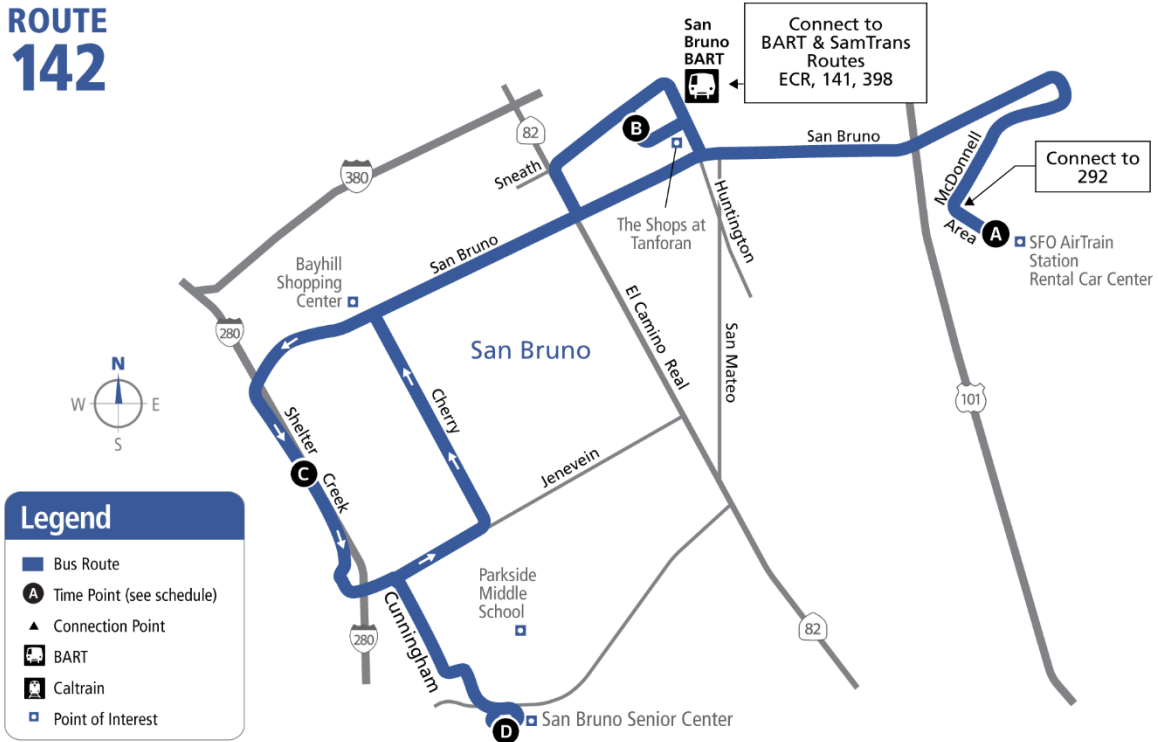 ROUTE
142
San
Bruno
BART
Connect to
BART & SamTrans
Routes
ECR, 141, 398
82
B
San Bruno
McDonnell
Connect to
292
Sneath
380
Huntington
The Shops at
Tanforan
Area
A
SFO AirTrain
Station
Rental Car Center
San Bruno
Bayhill
Shopping
Center
280
El Camino Real
San Mateo
San Bruno
N
W
E
S
Cherry
101
Shelter
Creek
C
Jenevein
Legend
Bus Route
A
Time Point (see schedule)
Connection Point
BART
Caltrain
Point of Interest
Parkside
Middle
School
Cunningham
280
82
D
San Bruno Senior Center